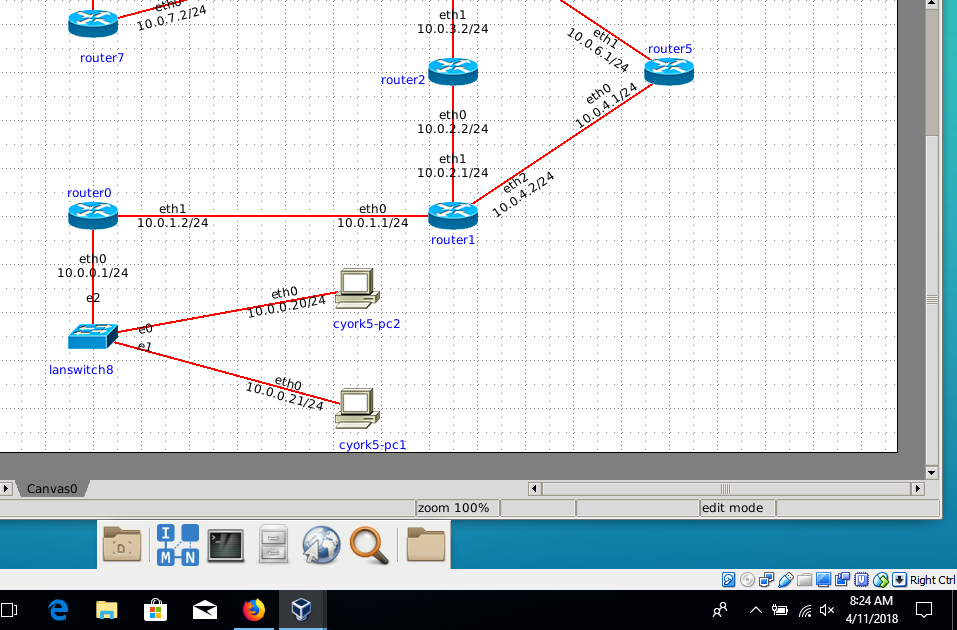 eth0
10.0.7.2/24
router7
eth1
10.0.3.2/24
router2
eth1
10.0.6.1/24
router5
eth0
10.0.4.1/24
eth0
10.0.2.2/24
eth1
10.0.2.1/24
eth2
10.0.4.2/24
router0
eth1
10.0.1.2/24
eth0
10.0.1.1/24
router1
eth0
10.0.0.1/24
e2
eth0
10.0.0.20/24
cyork5-pc2
e0
e1
lanswitch8
eth0
10.0.0.21/24
cyork5-pc1
Canvas0
zoom 100%
edit mode
D
I
M N
Right Ctrl
8:24 AM
4/11/2018